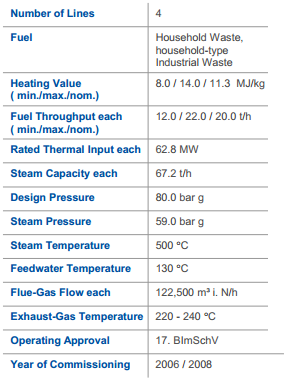 Number of Lines 4
Fuel Household Waste,
household-type
Industrial Waste
Heating Value 8.0 / 14.0 / 11.3 MJ/kg
( min./max./nom.)
Fuel Throughput each 12.0 / 22.0 / 20.0 t/h
( min./max./nom.)
Rated Thermal Input each 62.8 MW
Steam Capacity each 67.2 t/h
Design Pressure 80.0 bar g
Steam Pressure 59.0 bar g
Steam Temperature 500 °C
Feedwater Temperature 130 °C
Flue-Gas Flow each 122,500 m³ i. N/h
Exhaust-Gas Temperature 220 - 240 °C
Operating Approval 17. BImSchV
Year of Commissioning 2006 / 2008